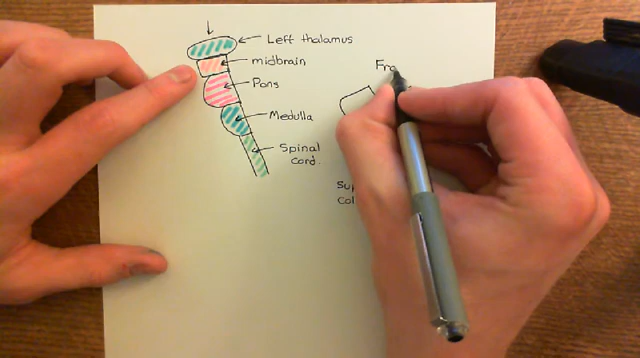 Left thalamus
midbrain
Pons
Medulla
Spinal
cord.